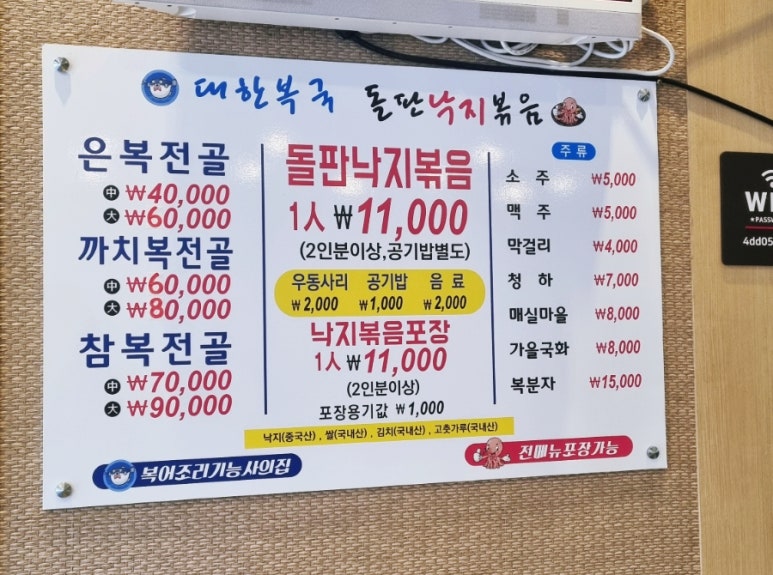 대한복국 돌판낙지볶음
은복전골
中 ₩40,000
大 ₩60,000
까치복전골
中 ₩60,000
大 ₩80,000
참복전골
中 ₩70,000
大 ₩90,000
돌판낙지볶음
1人 ₩11,000
(2인분이상,공기밥별도)
우동사리 공기밥 음료
₩2,000 ₩1,000 ₩2,000
낙지볶음포장
1人 ₩11,000
(2인분이상)
포장용기값 ₩1,000
주류
소주 ₩5,000
맥주 ₩5,000
막걸리 ₩4,000
청하 ₩7,000
매실마을 ₩8,000
가을국화 ₩8,000
복분자 ₩15,000
낙지(중국산) , 쌀(국내산) , 김치(국내산) , 고춧가루(국내산)
복어조리기능사의집
전메뉴포장가능